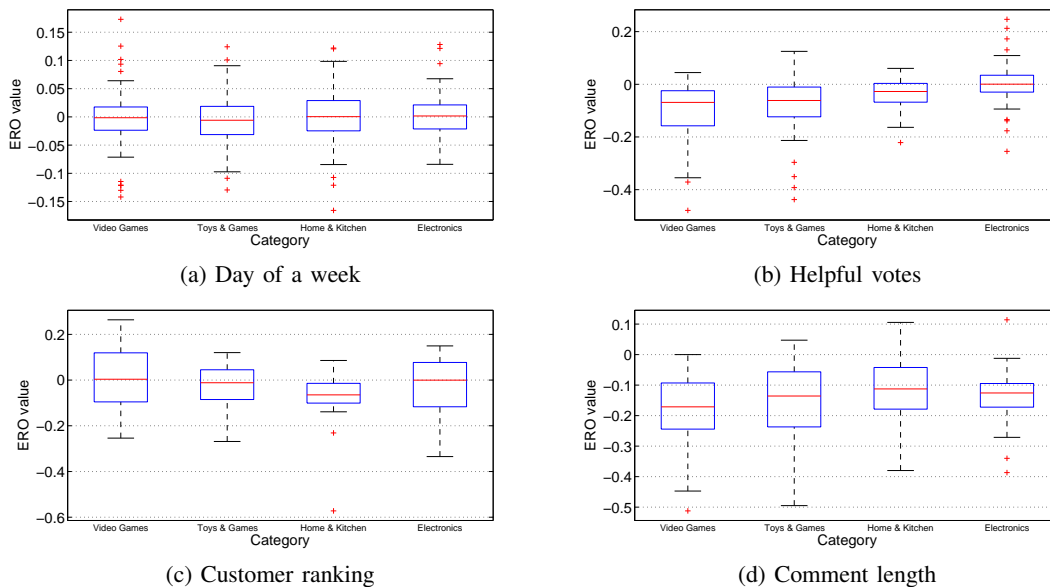 0.15
0.1
0.05
0
−0.05
−0.1
−0.15
ERO value
Video Games Toys & Games Home & Kitchen Electronics
Category
(a) Day of a week
0.2
0
−0.2
−0.4
ERO value
Video Games Toys & Games Home & Kitchen Electronics
Category
(b) Helpful votes
0.2
0
−0.2
−0.4
−0.6
ERO value
Video Games Toys & Games Home & Kitchen Electronics
Category
(c) Customer ranking
0.1
0
−0.1
−0.2
−0.3
−0.4
−0.5
ERO value
Video Games Toys & Games Home & Kitchen Electronics
Category
(d) Comment length